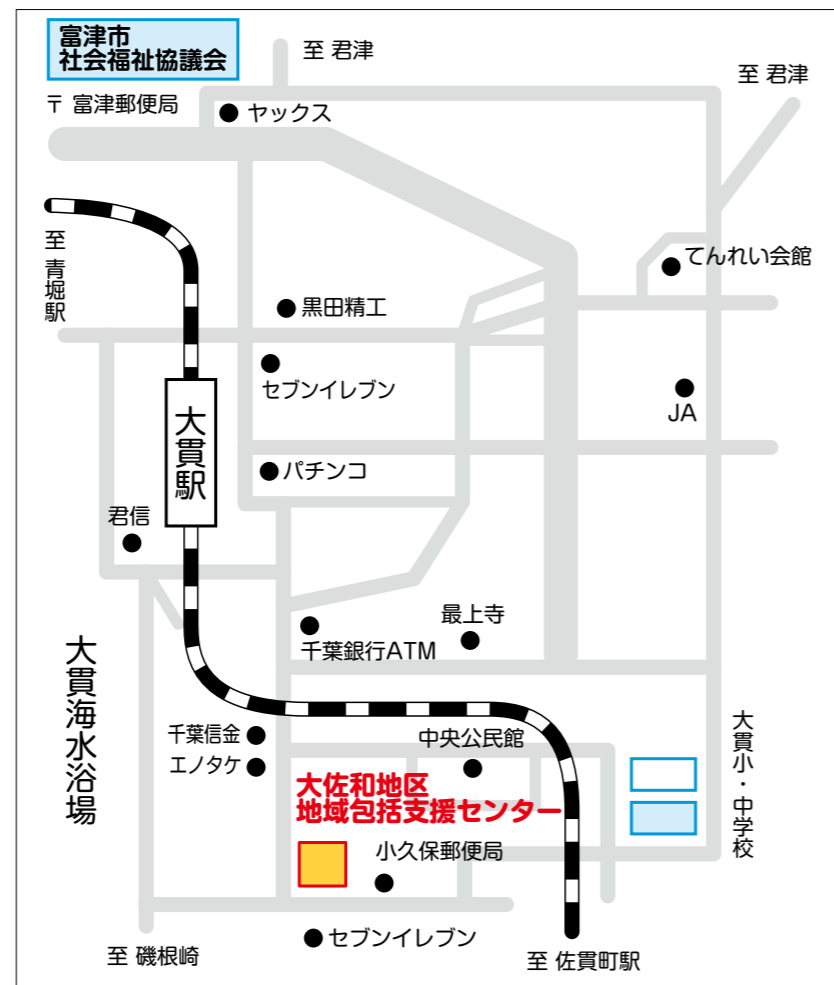 富津市
社会福祉協議会
至 君津
至 君津
〒 富津郵便局
ヤックス
至 青堀駅
てんれい会館
黒田精工
セブンイレブン
JA
大貫駅
パチンコ
君信
最上寺
千葉銀行ATM
大貫海水浴場
千葉信金
中央公民館
エノタケ
大貫小・中学校
大佐和地区
地域包括支援センター
小久保郵便局
セブンイレブン
至 磯根崎
至 佐貫町駅